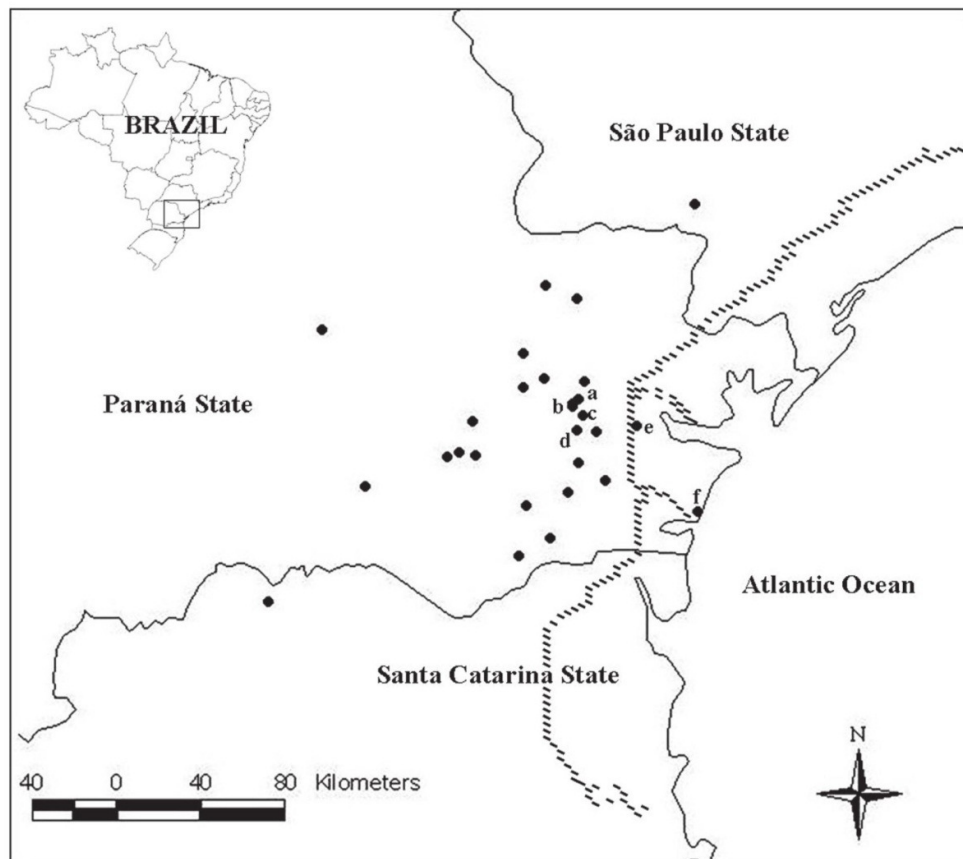 BRAZIL
São Paulo State
Paraná State
a
b
c
d
e
f
Atlantic Ocean
Santa Catarina State
N
40 0 40 80 Kilometers